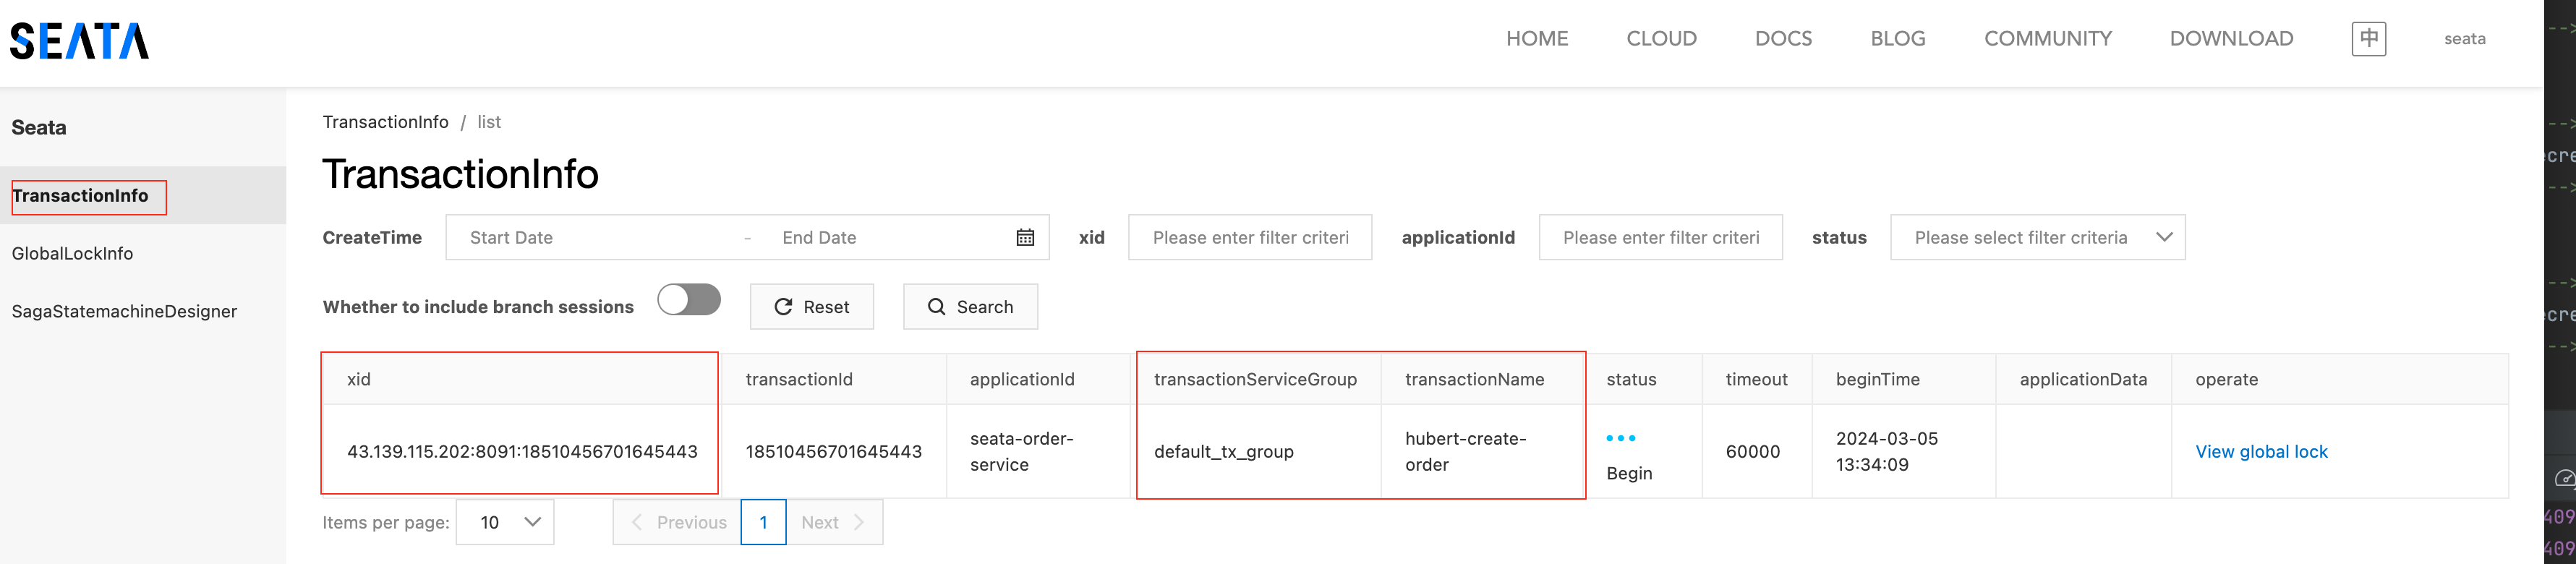 SEATA
HOME CLOUD DOCS BLOG COMMUNITY DOWNLOAD 中 seata
Seata
TransactionInfo
GlobalLockInfo
SagaStatemachineDesigner
TransactionInfo / list
TransactionInfo
CreateTime Start Date - End Date xid Please enter filter criteri applicationId Please enter filter criteri status Please select filter criteria
Whether to include branch sessions Reset Search
xid transactionId applicationId transactionServiceGroup transactionName status timeout beginTime applicationData operate
43.139.115.202:8091:18510456701645443 18510456701645443 seata-order-service default_tx_group hubert-create-order Begin 60000 2024-03-05 13:34:09 View global lock
Items per page: 10 Previous 1 Next
-->
-->
ecre
-->
-->
ecre
-->
409
409